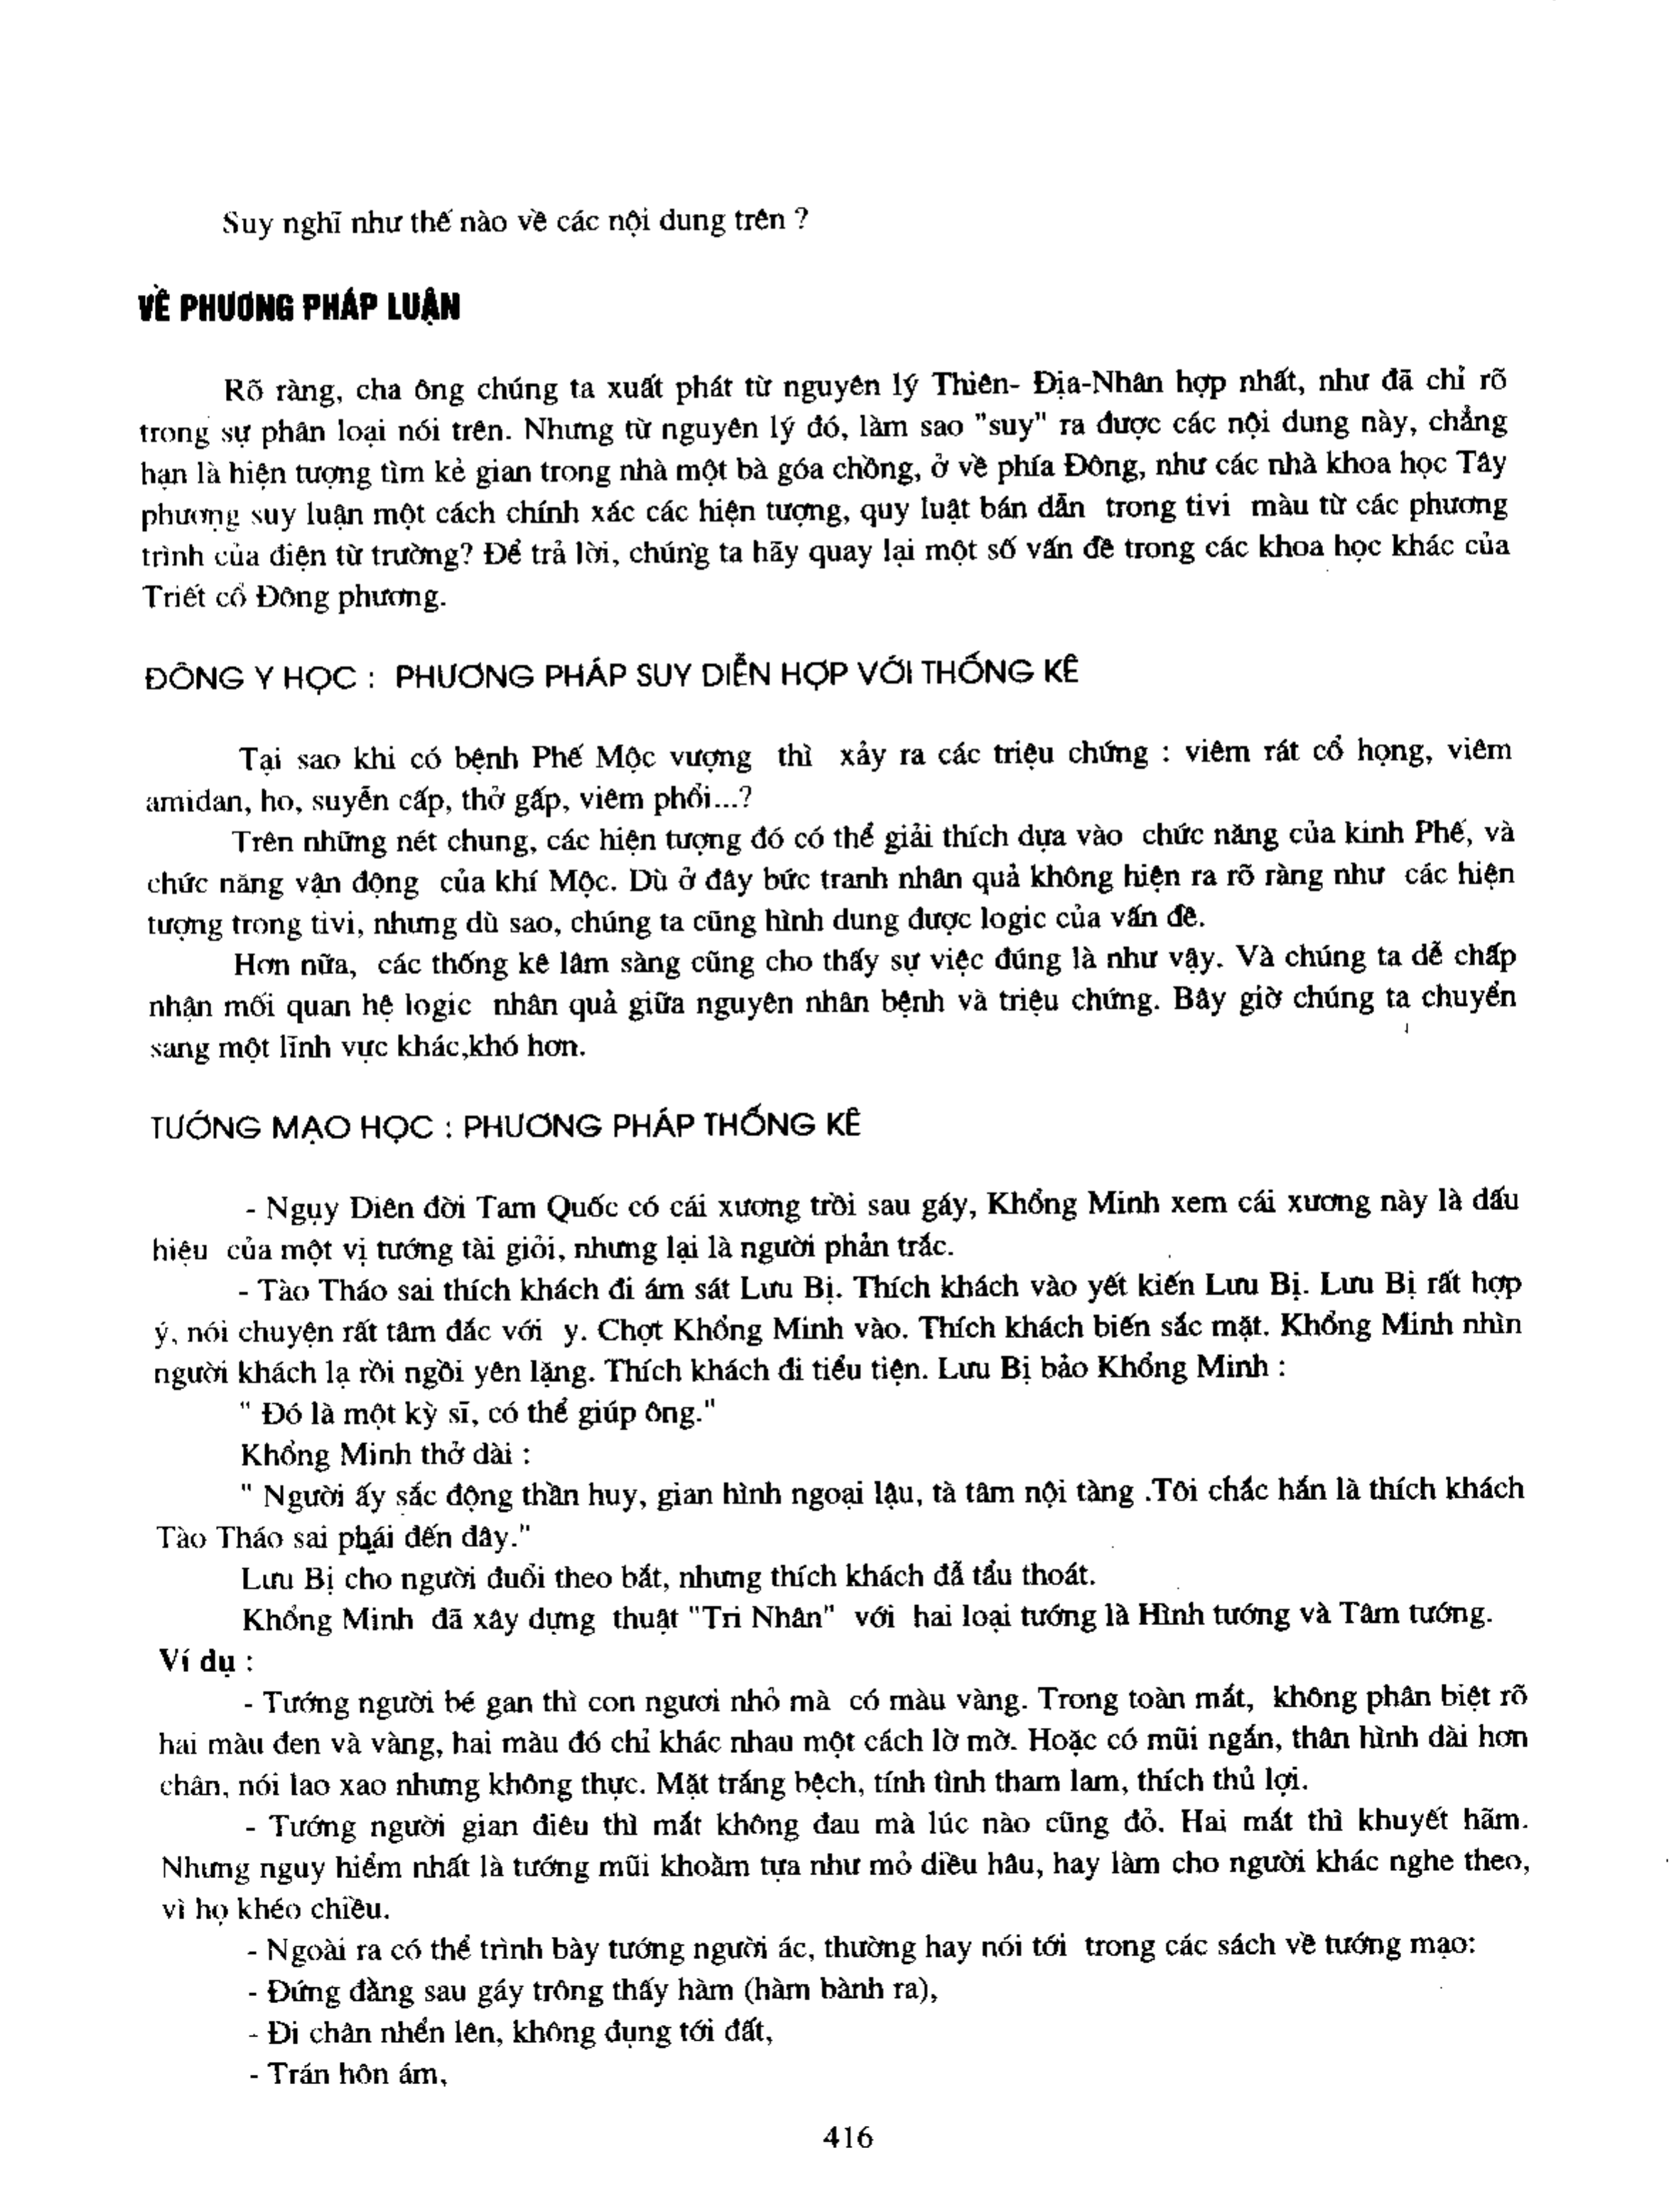 Suy nghĩ như thế nào về các nội dung trên ?
VỀ PHƯƠNG PHÁP LUẬN
Rõ ràng, cha ông chúng ta xuất phát từ nguyên lý Thiên- Địa-Nhân hợp nhất, như đã chỉ rõ
trong sự phân loại nói trên. Nhưng từ nguyên lý đó, làm sao "suy" ra được các nội dung này, chẳng
hạn là hiện tượng tìm kẻ gian trong nhà một bà góa chồng, ở về phía Đông, như các nhà khoa học Tây
phương suy luận một cách chính xác các hiện tượng, quy luật bán dẫn trong tivi màu từ các phương
trình của điện từ trường? Để trả lời, chúng ta hãy quay lại một số vấn đề trong các khoa học khác của
Triết cổ Đông phương.
ĐÔNG Y HỌC : PHƯƠNG PHÁP SUY DIỄN HỢP VỚI THỐNG KÊ
Tại sao khi có bệnh Phế Mộc vượng thì xảy ra các triệu chứng : viêm rát cổ họng, viêm
amidan, ho, suyễn cấp, thở gấp, viêm phổi...?
Trên những nét chung, các hiện tượng đó có thể giải thích dựa vào chức năng của kinh Phế, và
chức năng vận động của khí Mộc. Dù ở đây bức tranh nhân quả không hiện ra rõ ràng như các hiện
tượng trong tivi, nhưng dù sao, chúng ta cũng hình dung được logic của vấn đề.
Hơn nữa, các thống kê lâm sàng cũng cho thấy sự việc đúng là như vậy. Và chúng ta dễ chấp
nhận mối quan hệ logic nhân quả giữa nguyên nhân bệnh và triệu chứng. Bây giờ chúng ta chuyển
sang một lĩnh vực khác,khó hơn.
TƯỚNG MẠO HỌC : PHƯƠNG PHÁP THỐNG KÊ
- Ngụy Diên đời Tam Quốc có cái xương trồi sau gáy, Khổng Minh xem cái xương này là dấu
hiệu của một vị tướng tài giỏi, nhưng lại là người phản trắc.
- Tào Tháo sai thích khách đi ám sát Lưu Bị. Thích khách vào yết kiến Lưu Bị. Lưu Bị rất hợp
ý, nói chuyện rất tâm đắc với y. Chợt Khổng Minh vào. Thích khách biến sắc mặt. Khổng Minh nhìn
người khách lạ rồi ngồi yên lặng. Thích khách đi tiểu tiện. Lưu Bị bảo Khổng Minh :
" Đó là một kỳ sĩ, có thể giúp ông."
Khổng Minh thở dài :
" Người ấy sắc động thần huy, gian hình ngoại lậu, tà tâm nội tàng .Tôi chắc hẳn là thích khách
Tào Tháo sai phái đến đây."
Lưu Bị cho người đuổi theo bắt, nhưng thích khách đã tẩu thoát.
Khổng Minh đã xây dựng thuật "Tri Nhân" với hai loại tướng là Hình tướng và Tâm tướng.
Ví dụ :
- Tướng người bé gan thì con ngươi nhỏ mà có màu vàng. Trong toàn mắt, không phân biệt rõ
hai màu đen và vàng, hai màu đó chỉ khác nhau một cách lờ mờ. Hoặc có mũi ngắn, thân hình dài hơn
chân, nói lao xao nhưng không thực. Mặt trắng bệch, tính tình tham lam, thích thủ lợi.
- Tướng người gian điêu thì mắt không đau mà lúc nào cũng đỏ. Hai mắt thì khuyết hãm.
Nhưng nguy hiểm nhất là tướng mũi khoằm tựa như mỏ diều hâu, hay làm cho người khác nghe theo,
vì họ khéo chiều.
- Ngoài ra có thể trình bày tướng người ác, thường hay nói tới trong các sách về tướng mạo:
- Đứng đằng sau gáy trông thấy hàm (hàm bành ra),
- Đi chân nhển lên, không đụng tới đất,
- Trán hôn ám,
416